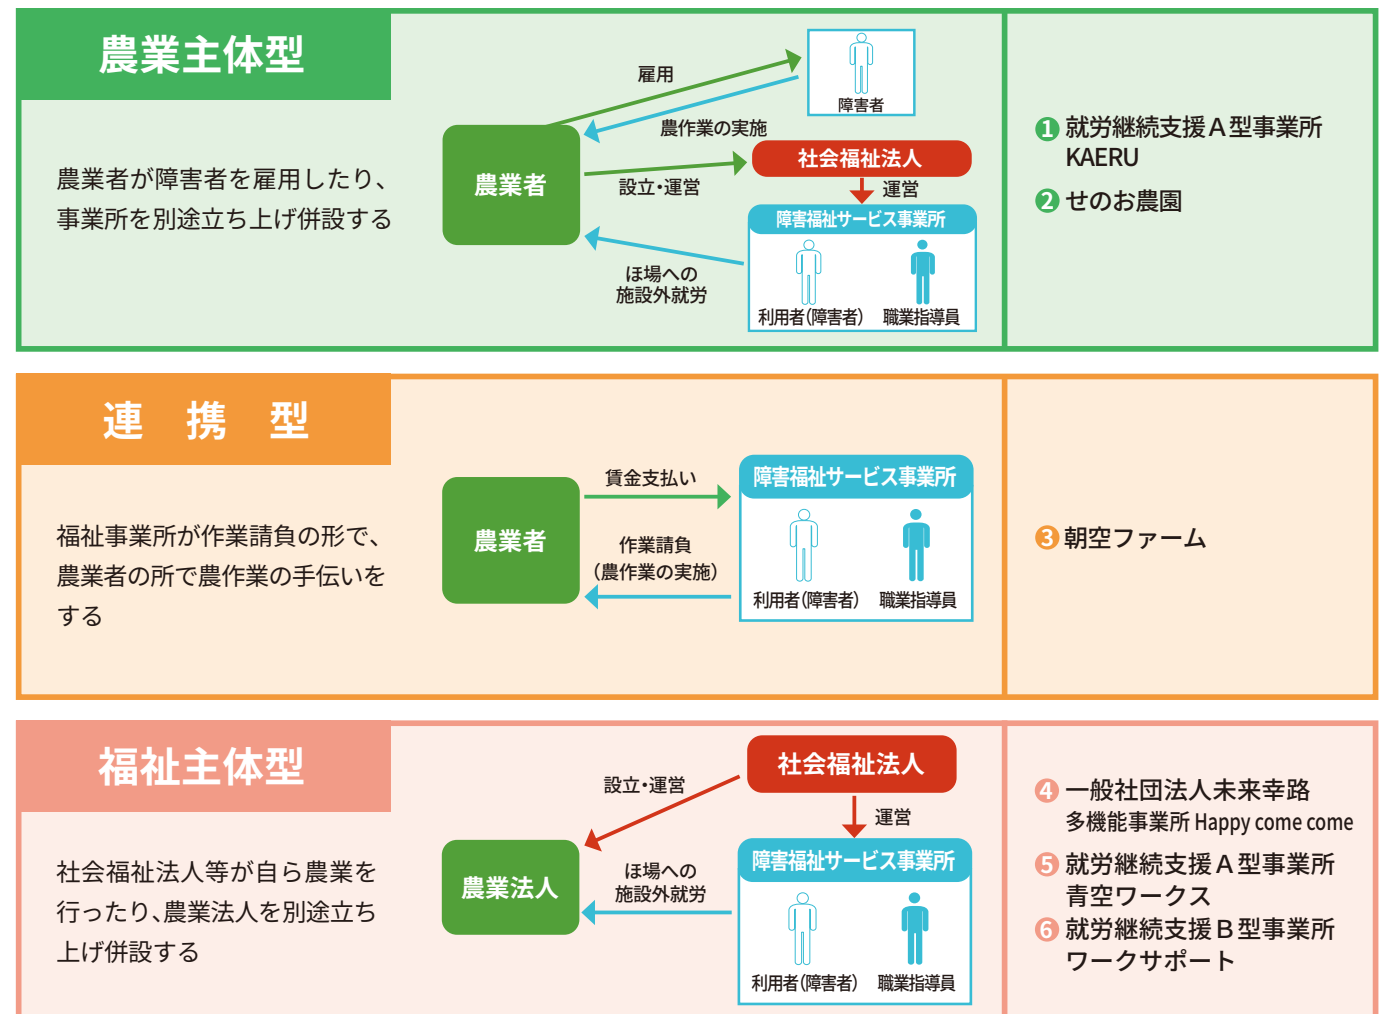 農業主体型
農業者が障害者を雇用したり、
事業所を別途立ち上げ併設する
雇用
障害者
農作業の実施
農業者
社会福祉法人
設立・運営
運営
障害福祉サービス事業所
ほ場への
施設外就労
利用者(障害者)
職業指導員
❶ 就労継続支援A型事業所
KAERU
❷ せのお農園
連携型
福祉事業所が作業請負の形で、
農業者の所で農作業の手伝いを
する
農業者
賃金支払い
作業請負
(農作業の実施)
障害福祉サービス事業所
利用者(障害者)
職業指導員
❸ 朝空ファーム
福祉主体型
社会福祉法人等が自ら農業を
行ったり、農業法人を別途立ち
上げ併設する
社会福祉法人
設立・運営
運営
農業法人
ほ場への
施設外就労
障害福祉サービス事業所
利用者(障害者)
職業指導員
❹ 一般社団法人未来幸路
多機能事業所 Happy come come
❺ 就労継続支援A型事業所
青空ワークス
❻ 就労継続支援B型事業所
ワークサポート